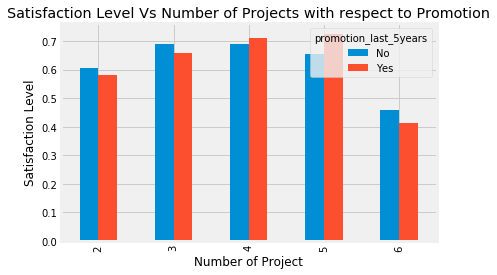 Satisfaction Level Vs Number of Projects with respect to Promotion
promotion_last_5years
No
Yes
Satisfaction Level
0.7
0.6
0.5
0.4
0.3
0.2
0.1
0.0
2
3
4
5
6
Number of Project